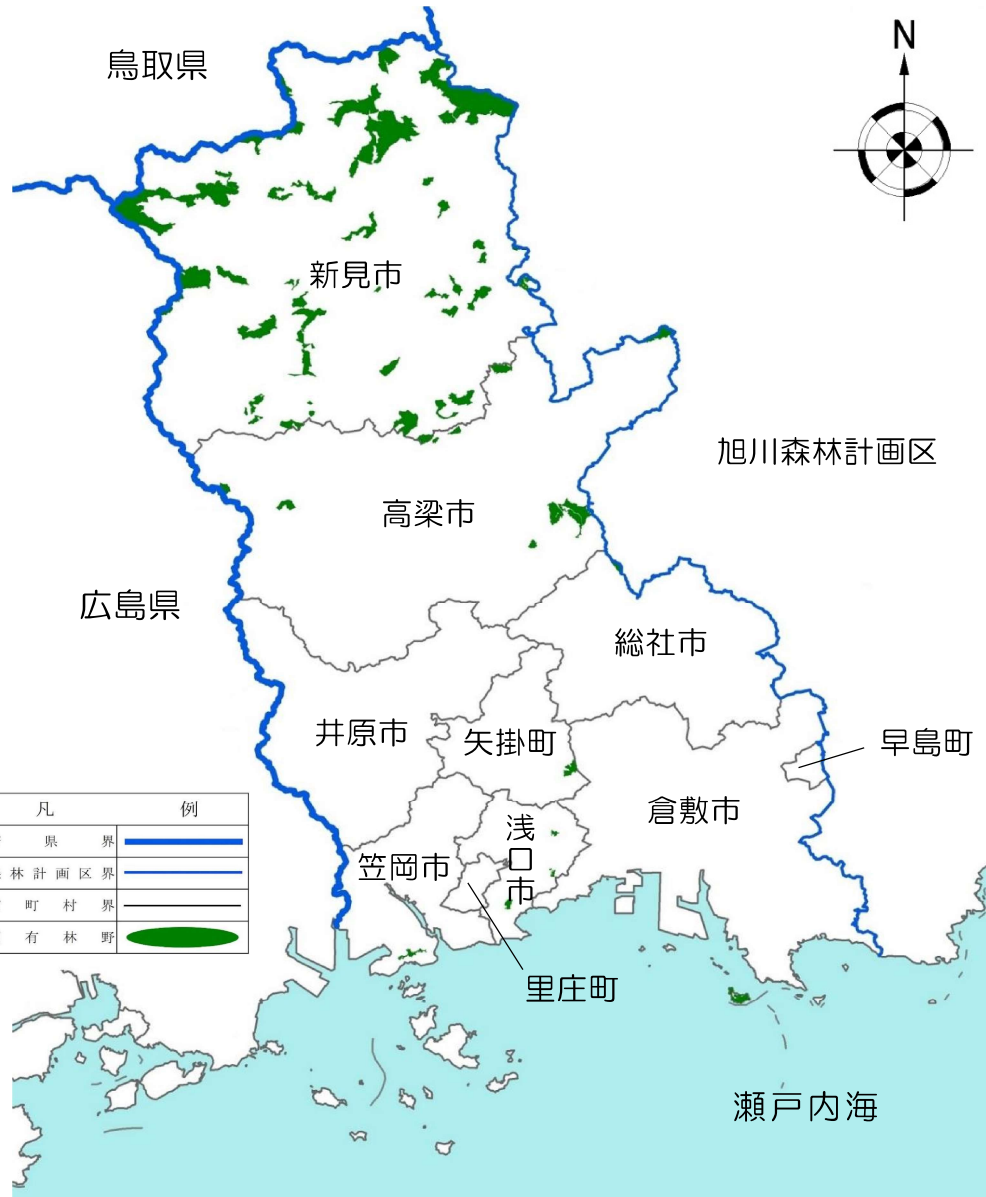 N
鳥取県
新見市
旭川森林計画区
高梁市
広島県
総社市
井原市
矢掛町
早島町
倉敷市
凡例
県界
林計画区界
町村界
有林野
浅口市
笠岡市
里庄町
瀬戸内海